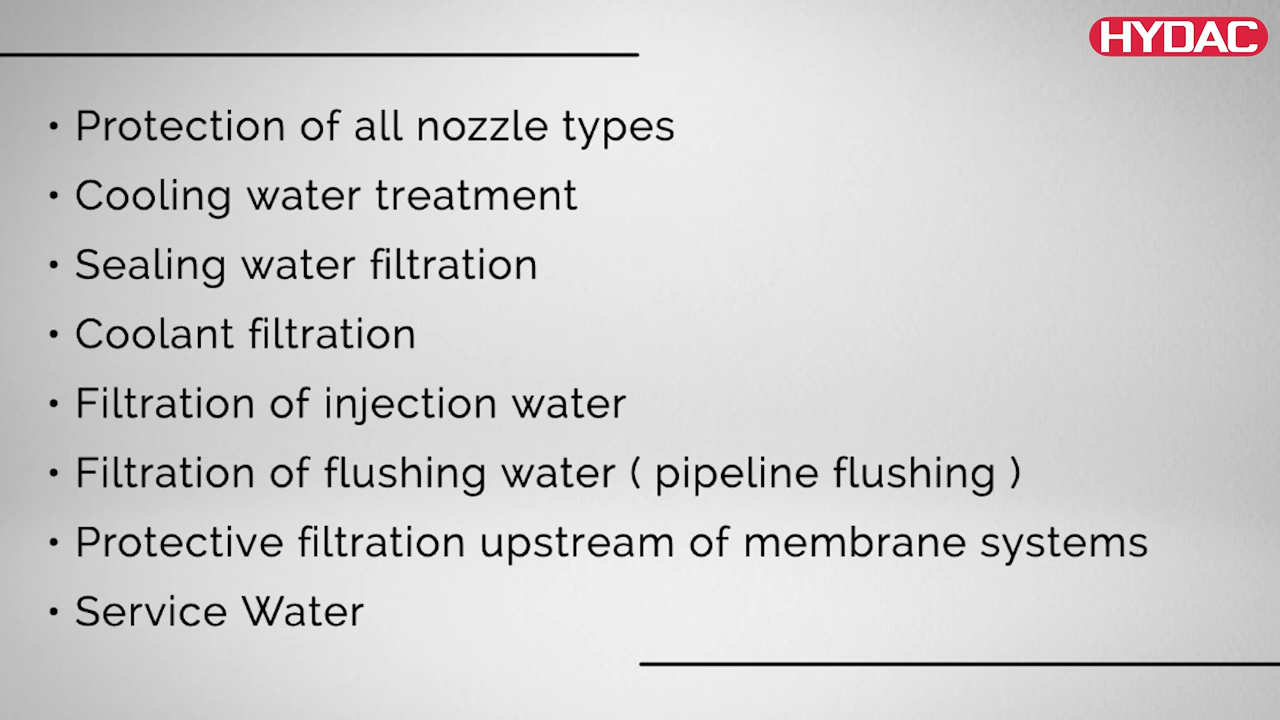 HYDAC
• Protection of all nozzle types
• Cooling water treatment
• Sealing water filtration
• Coolant filtration
• Filtration of injection water
• Filtration of flushing water ( pipeline flushing )
• Protective filtration upstream of membrane systems
• Service Water